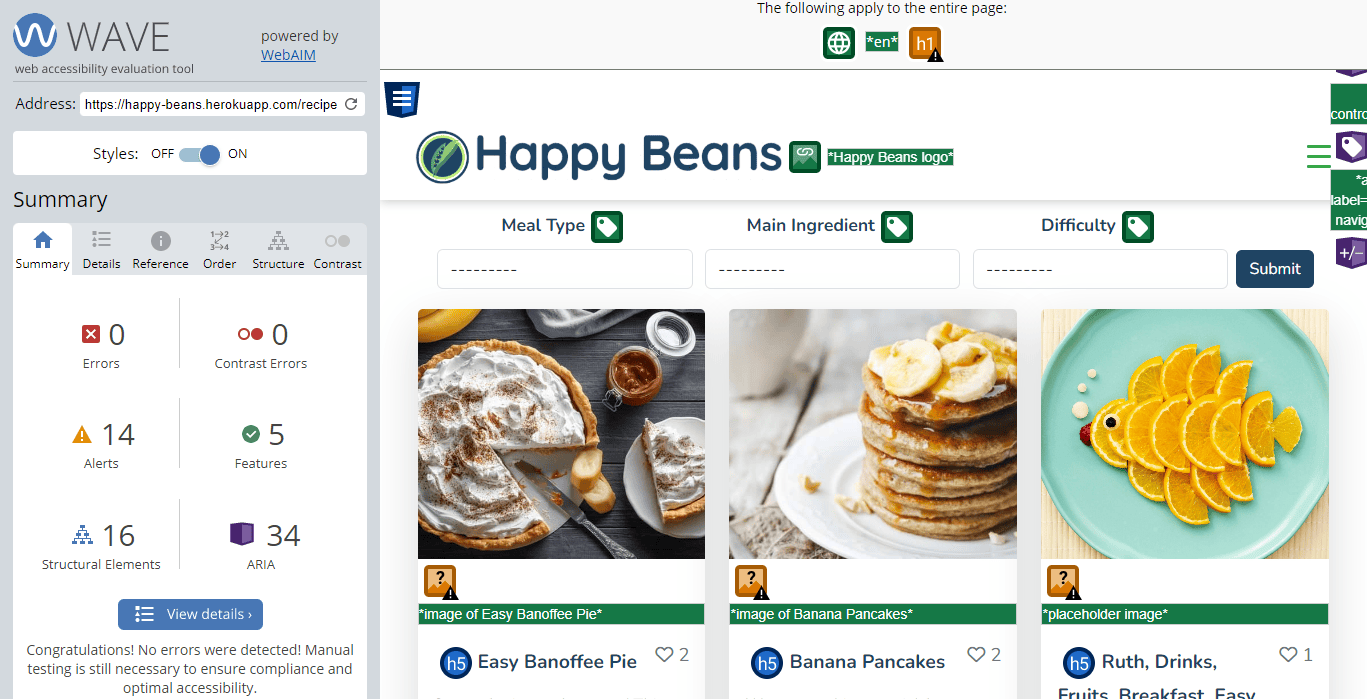 WAVE
web accessibility evaluation tool
powered by
WebAIM
Address: https://happy-beans.herokuapp.com/recipe
Styles: OFF ON
Summary
Summary Details Reference Order Structure Contrast
0
Errors
0
Contrast Errors
14
Alerts
5
Features
16
Structural Elements
34
ARIA
View details ›
Congratulations! No errors were detected! Manual
testing is still necessary to ensure compliance and
optimal accessibility.
The following apply to the entire page:
*en* h1
Happy Beans *Happy Beans logo*
Meal Type Main Ingredient Difficulty
--------- --------- --------- Submit
*image of Easy Banoffee Pie*
h5 Easy Banoffee Pie 2
*image of Banana Pancakes*
h5 Banana Pancakes 2
*placeholder image*
h5 Ruth, Drinks, 1
Fruits, Breakfast, Easy
label=
+/-